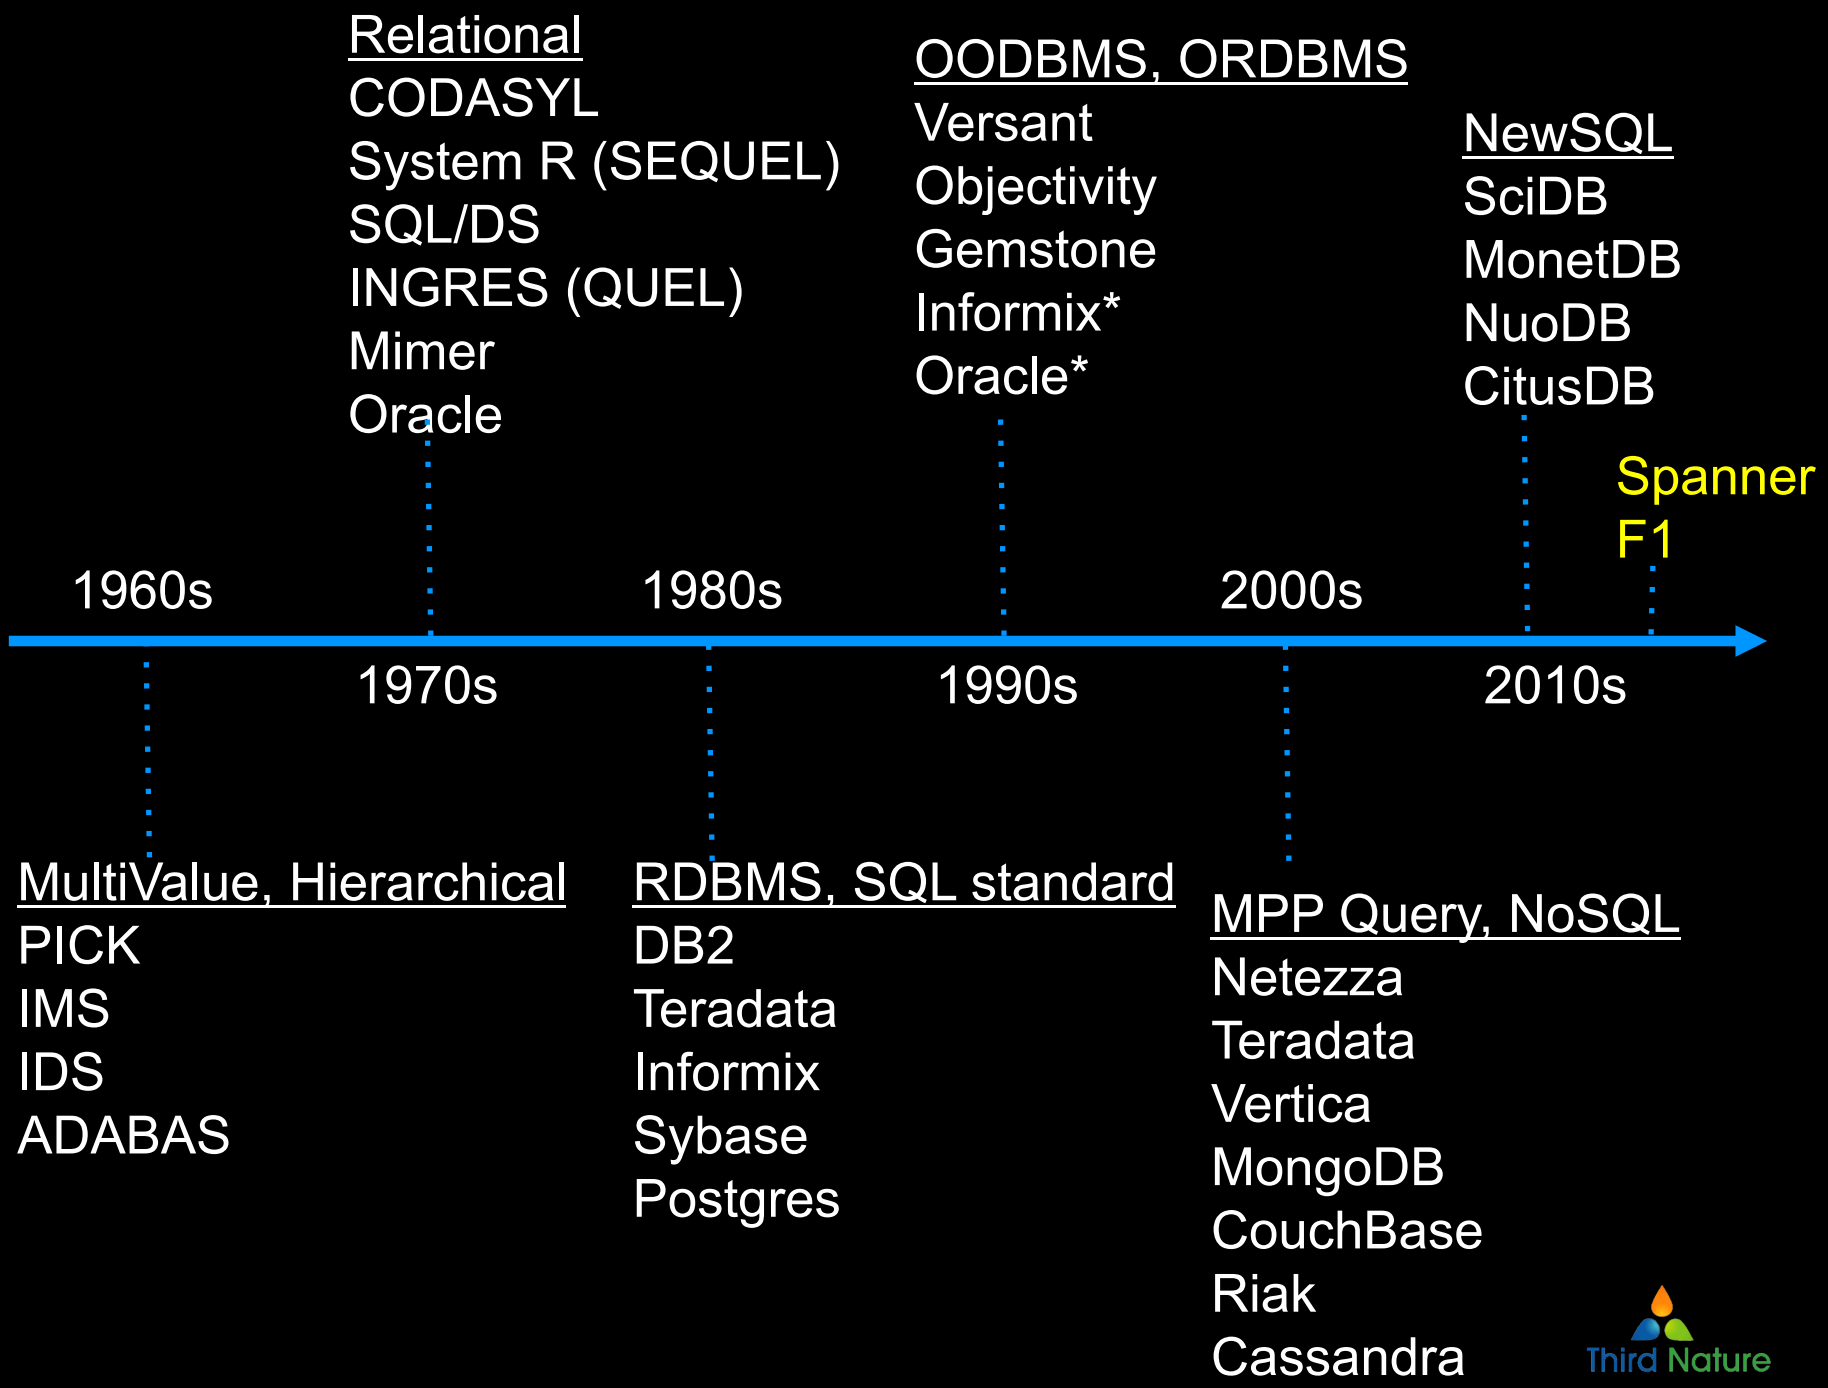 Relational
CODASYL
System R (SEQUEL)
SQL/DS
INGRES (QUEL)
Mimer
Oracle
OODBMS, ORDBMS
Versant
Objectivity
Gemstone
Informix*
Oracle*
NewSQL
SciDB
MonetDB
NuoDB
CitusDB
Spanner
F1
1960s
1980s
2000s
1970s
1990s
2010s
MultiValue, Hierarchical
PICK
IMS
IDS
ADABAS
RDBMS, SQL standard
DB2
Teradata
Informix
Sybase
Postgres
MPP Query, NoSQL
Netezza
Teradata
Vertica
MongoDB
CouchBase
Riak
Cassandra
Third Nature